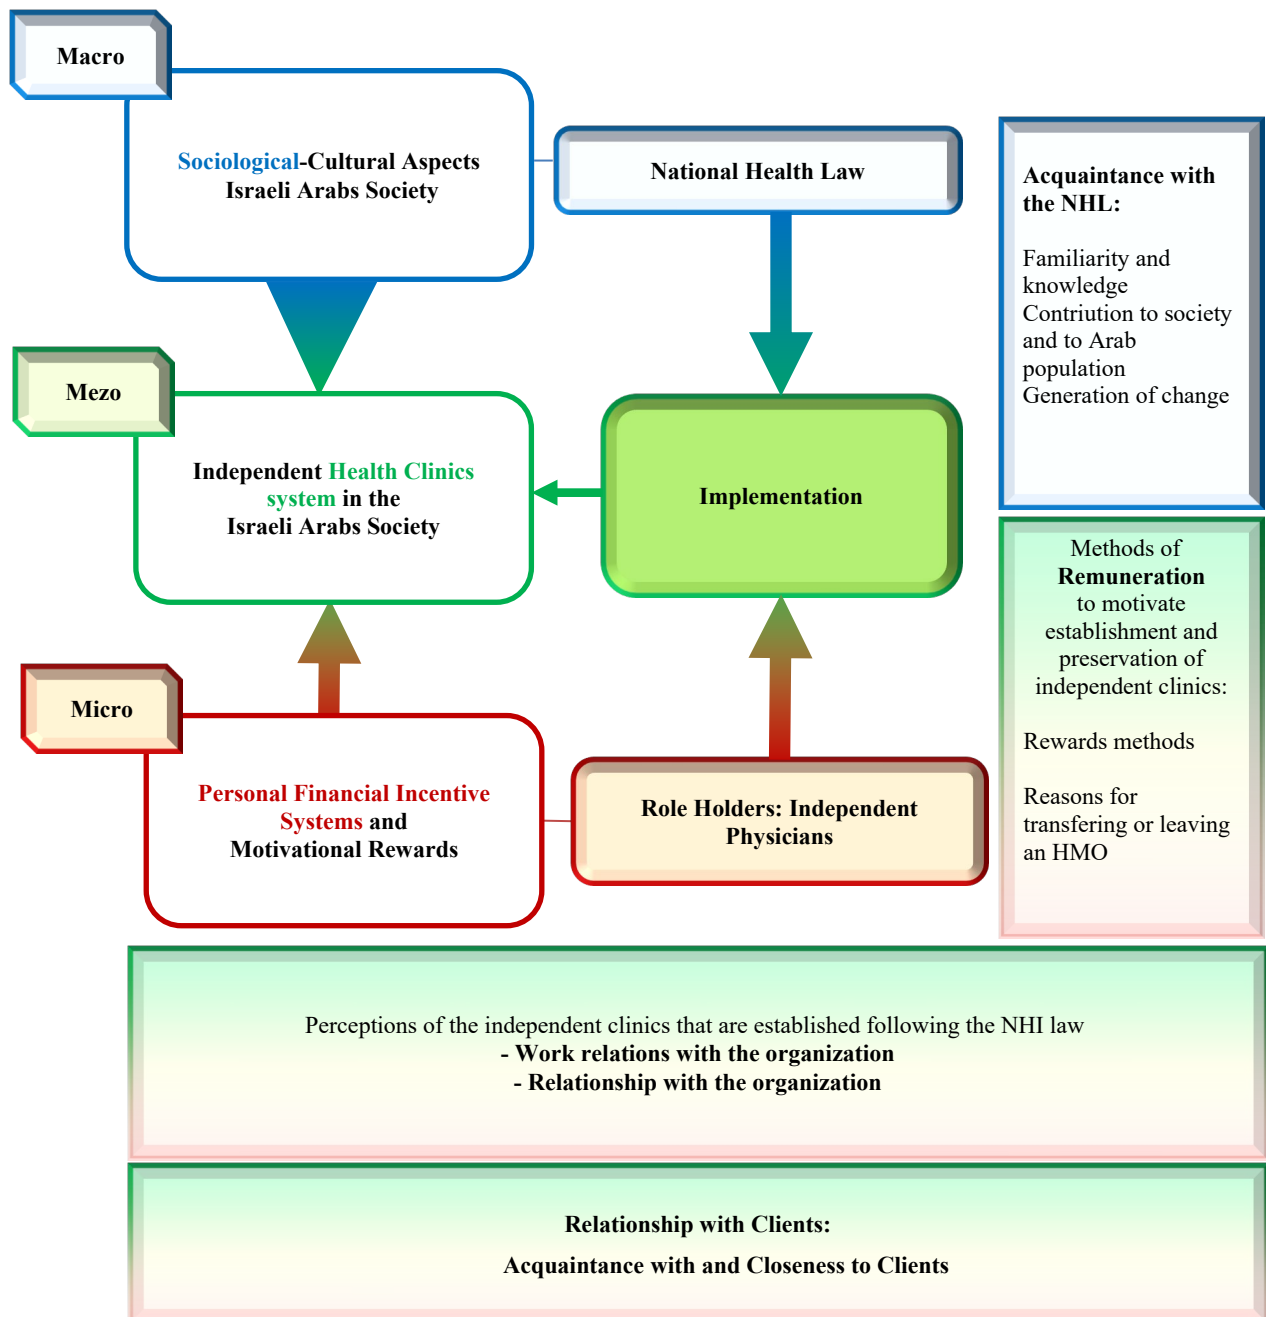 Macro
Sociological-Cultural Aspects
Israeli Arabs Society
National Health Law
Acquaintance with
the NHL:
Familiarity and
knowledge
Contriution to society
and to Arab
population
Generation of change
Mezo
Independent Health Clinics
system in the
Israeli Arabs Society
Implementation
Methods of
Remuneration
to motivate
establishment and
preservation of
independent clinics:
Rewards methods
Reasons for
transfering or leaving
an HMO
Micro
Personal Financial Incentive
Systems and
Motivational Rewards
Role Holders: Independent
Physicians
Perceptions of the independent clinics that are established following the NHI law
- Work relations with the organization
- Relationship with the organization
Relationship with Clients:
Acquaintance with and Closeness to Clients